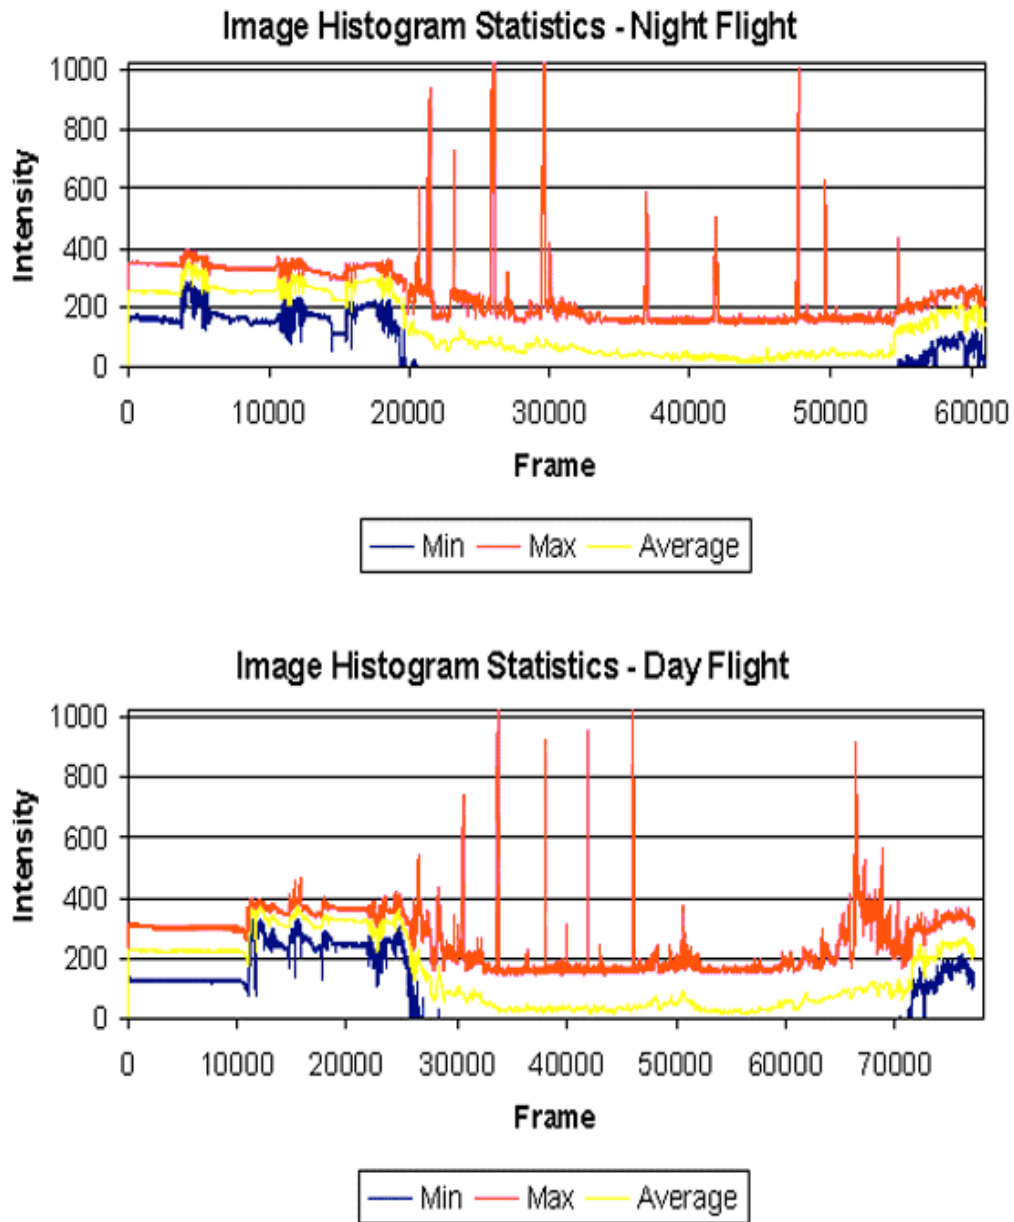 Image Histogram Statistics - Night Flight
Intensity
1000
800
600
400
200
0
0 10000 20000 30000 40000 50000 60000
Frame
Min Max Average
Image Histogram Statistics - Day Flight
Intensity
1000
800
600
400
200
0
0 10000 20000 30000 40000 50000 60000 70000
Frame
Min Max Average